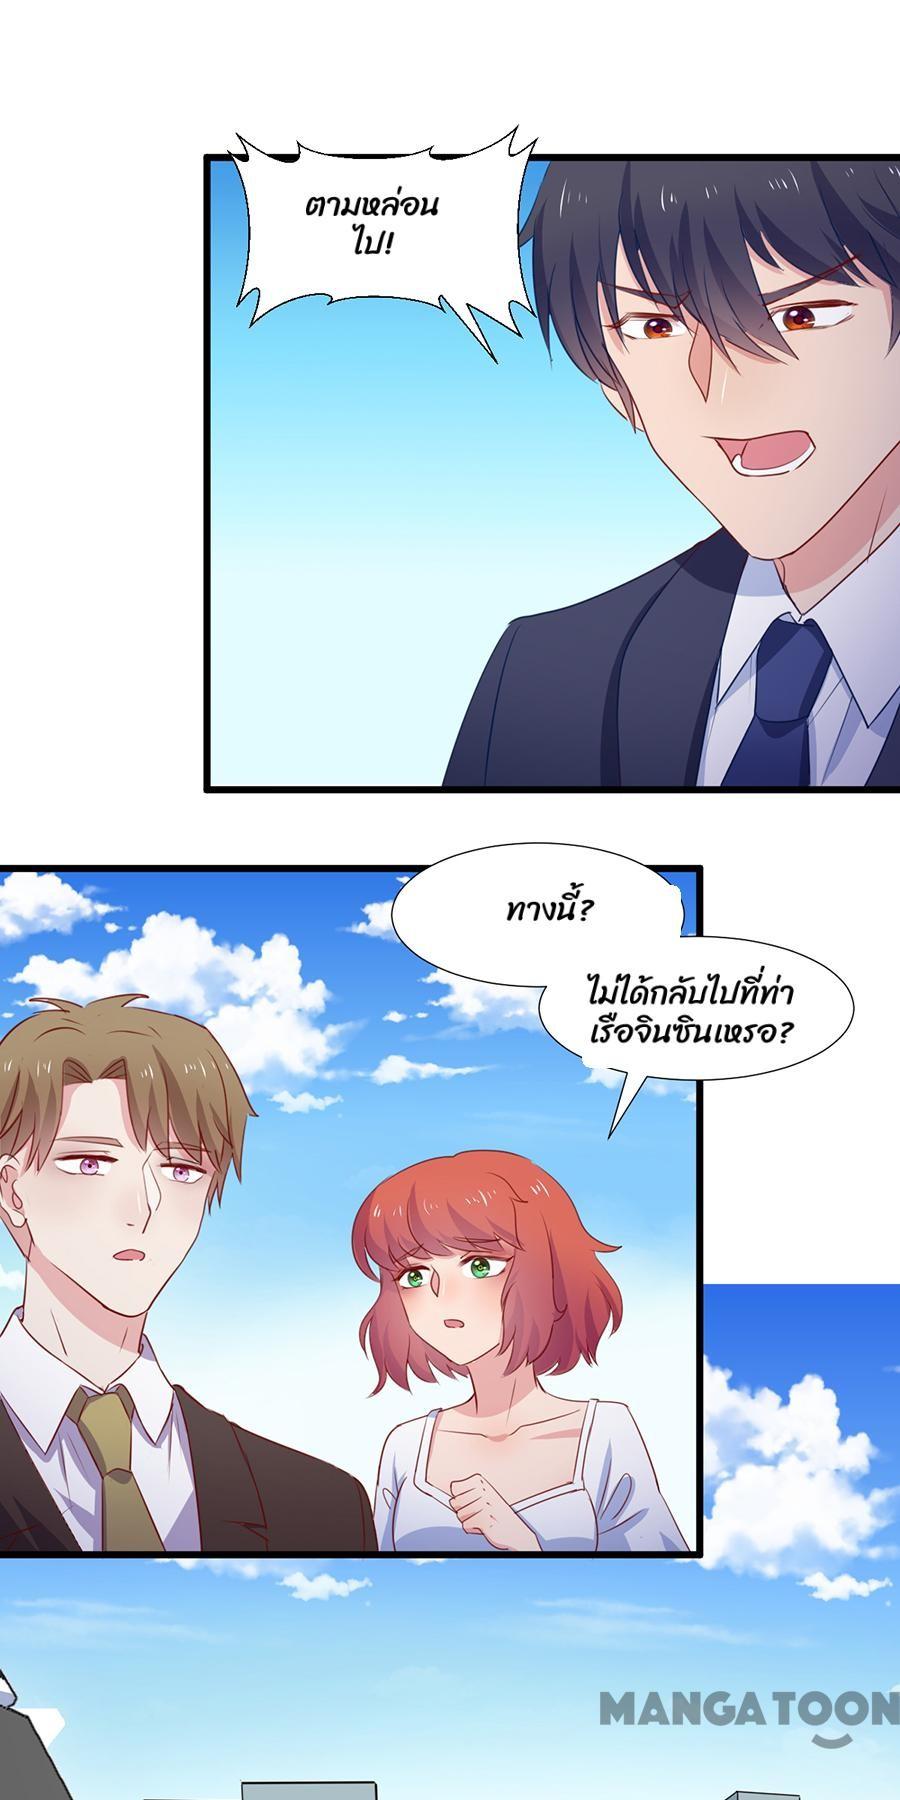 ตามหล่อน
ไป!
ทางนี้?
ไม่ได้กลับไปที่ท่า
เรือจินซินเหรอ?
MANGATOON